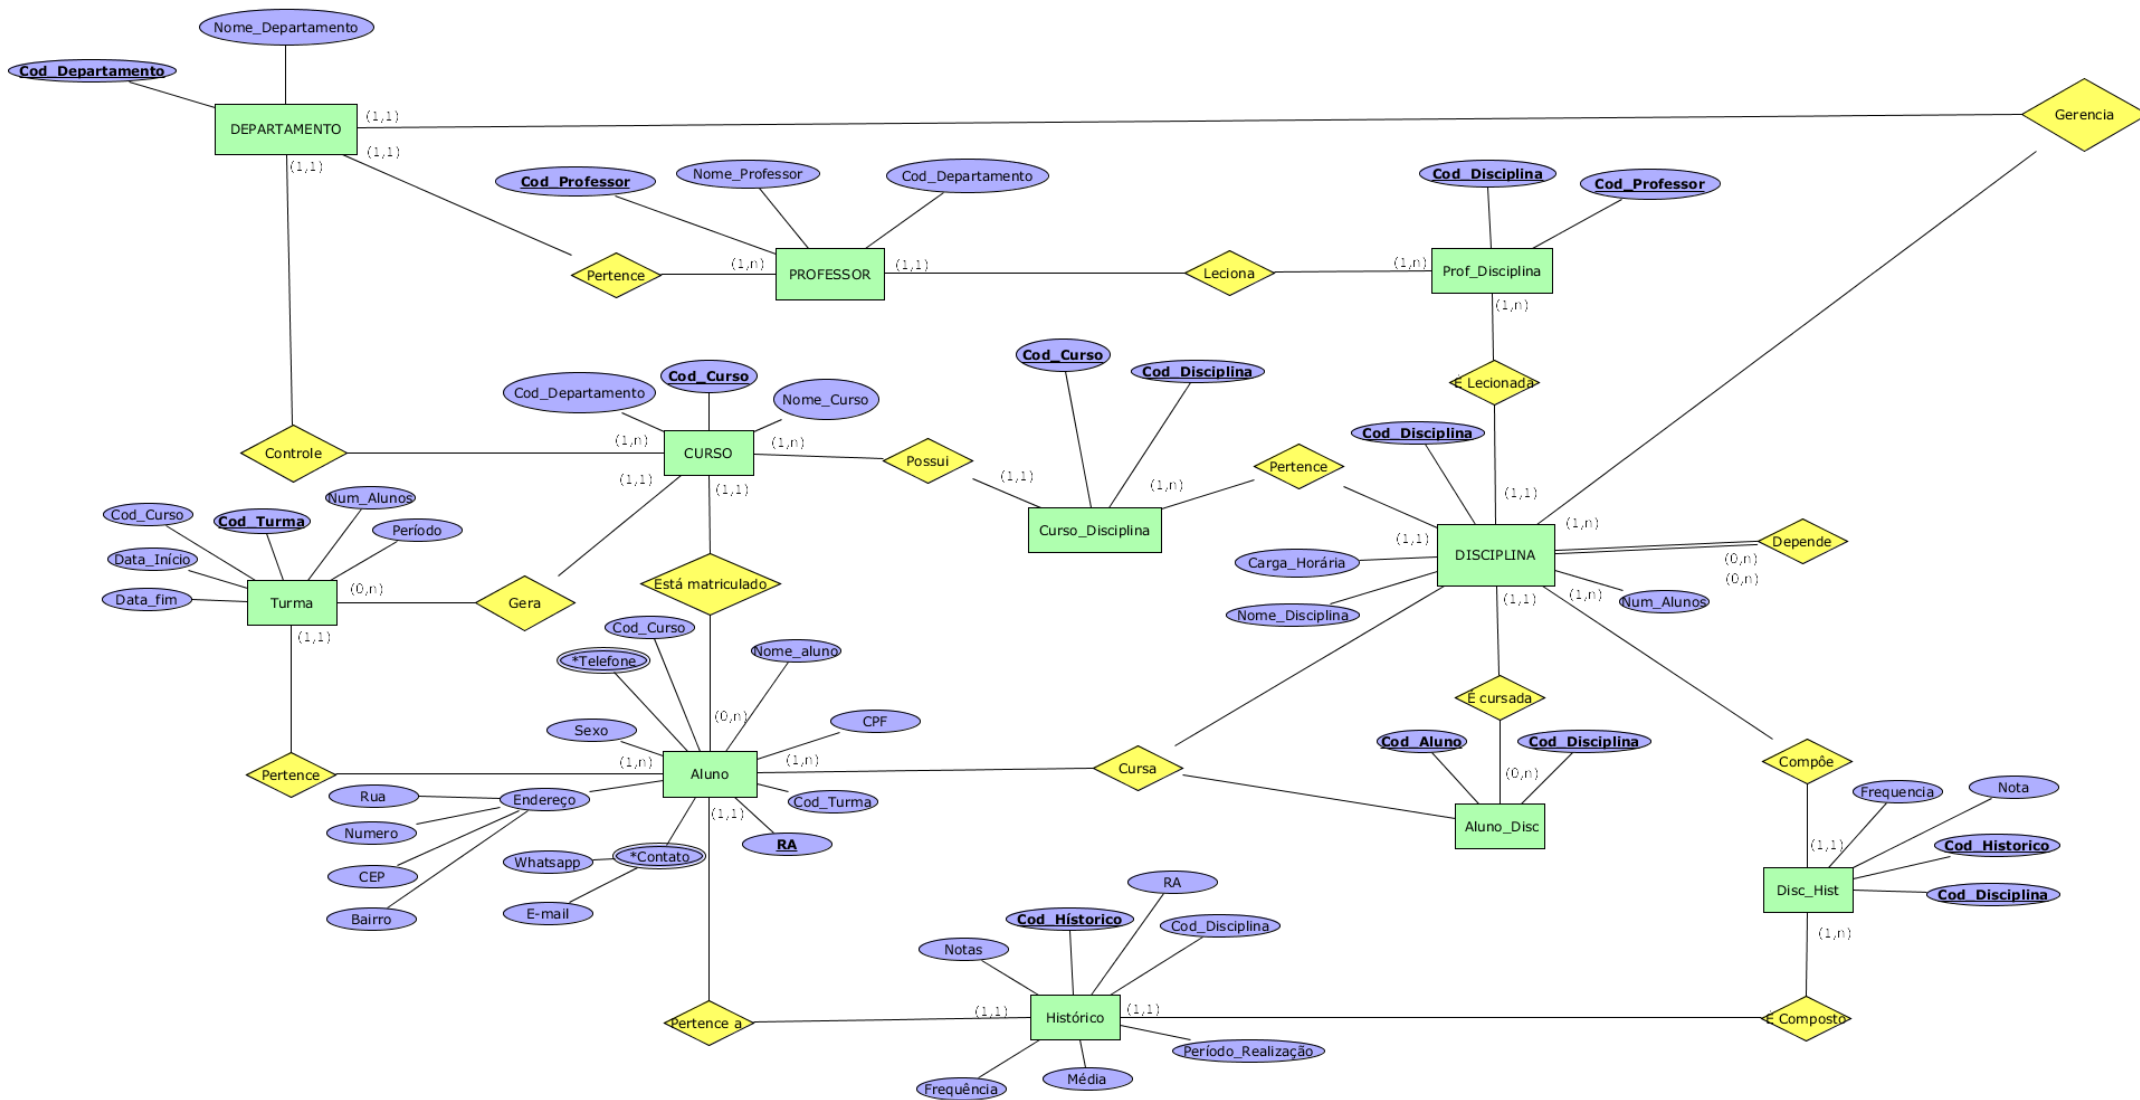 Nome_Departamento
Cod_Departamento
DEPARTAMENTO
(1,1)
(1,1)
(1,1)
Gerencia
Cod_Professor
Nome_Professor
Cod_Departamento
Cod_Disciplina
Cod_Professor
Pertence
(1,n)
PROFESSOR
(1,1)
Leciona
(1,n)
Prof_Disciplina
(1,n)
Cod_Departamento
Cod_Curso
Nome_Curso
Cod_Curso
Cod_Disciplina
È Lecionada
Controle
(1,n)
CURSO
(1,n)
(1,1)
(1,1)
Possui
(1,1)
Curso_Disciplina
(1,n)
Pertence
Cod_Disciplina
(1,1)
(1,n)
(1,1)
DISCIPLINA
Depende
(0,n)
(0,n)
Carga_Horária
Nome_Disciplina
(1,1)
(1,n)
Num_Alunos
Cod_Curso
Cod_Turma
Num_Alunos
Período
Data_Início
Data_fim
Turma
(0,n)
(1,1)
Gera
Está matriculado
Cod_Curso
*Telefone
Nome_aluno
Sexo
(0,n)
CPF
Pertence
(1,n)
Aluno
(1,n)
(1,1)
Cursa
É cursada
Cod_Aluno
Cod_Disciplina
(0,n)
Aluno_Disc
Compôe
Rua
Endereço
Numero
CEP
Bairro
Cod_Turma
RA
Whatsapp
*Contato
E-mail
Frequencia
Nota
(1,1)
Cod_Historico
Disc_Hist
Cod_Disciplina
(1,n)
RA
Cod_Hístorico
Cod_Disciplina
Notas
Pertence a
(1,1)
Histórico
(1,1)
È Composto
Período_Realização
Frequência
Média